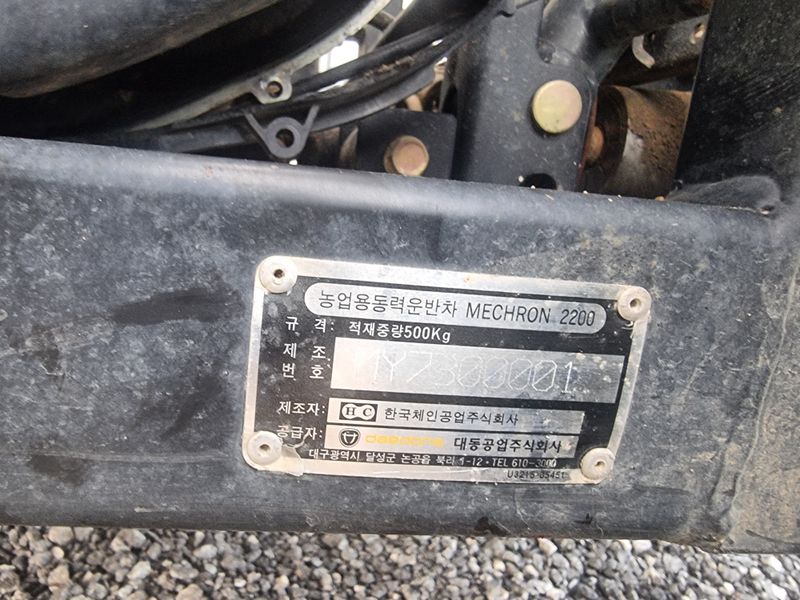 농업용동력운반차 MECHRON 2200
규 격: 적재중량500Kg
제 조
번 호
제조자: HC 한국체인공업주식회사
공급자: daedong 대동공업주식회사
대구광역시 달성군 논공읍 북리 1-12 · TEL 610-3000
U3215-05451